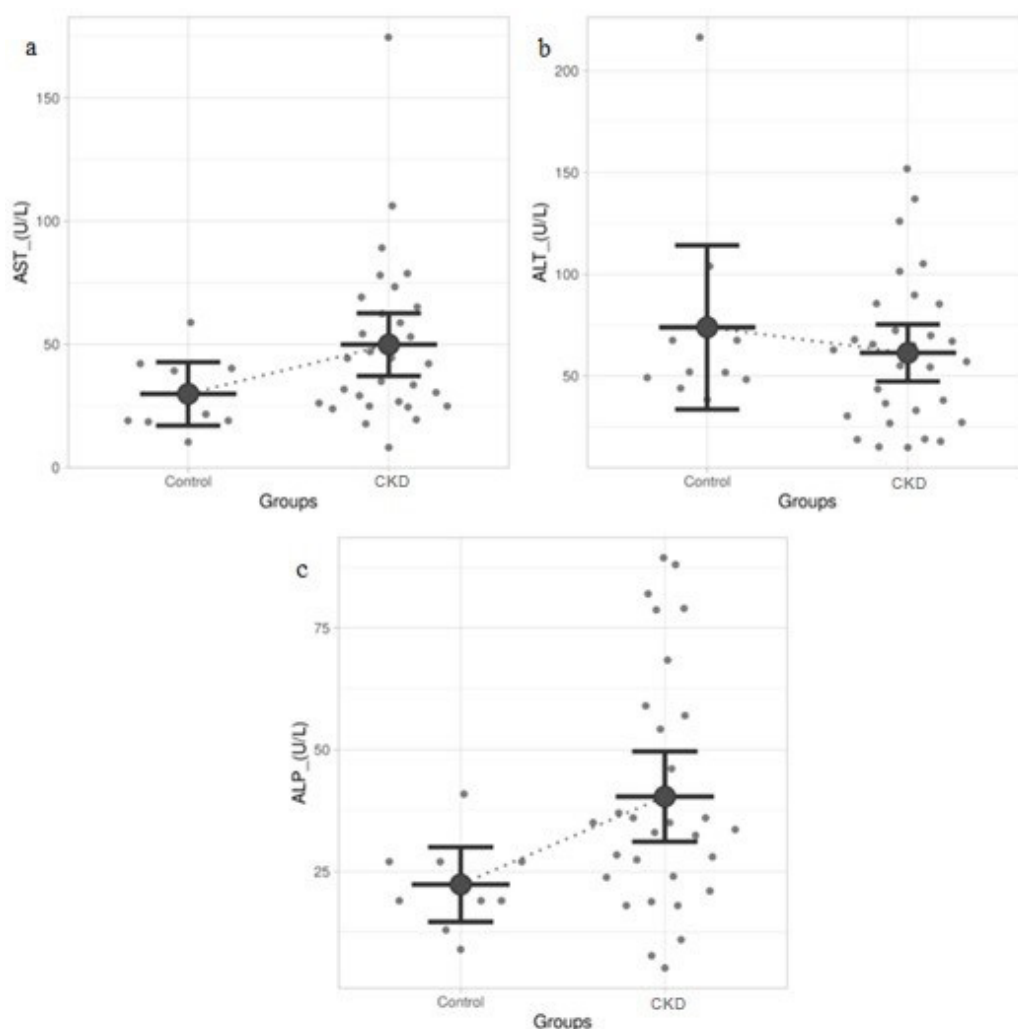 a
150
100
50
0
AST_(U/L)
Control
CKD
Groups
b
200
150
100
50
ALT_(U/L)
Control
CKD
Groups
c
75
50
25
ALP_(U/L)
Control
CKD
Groups